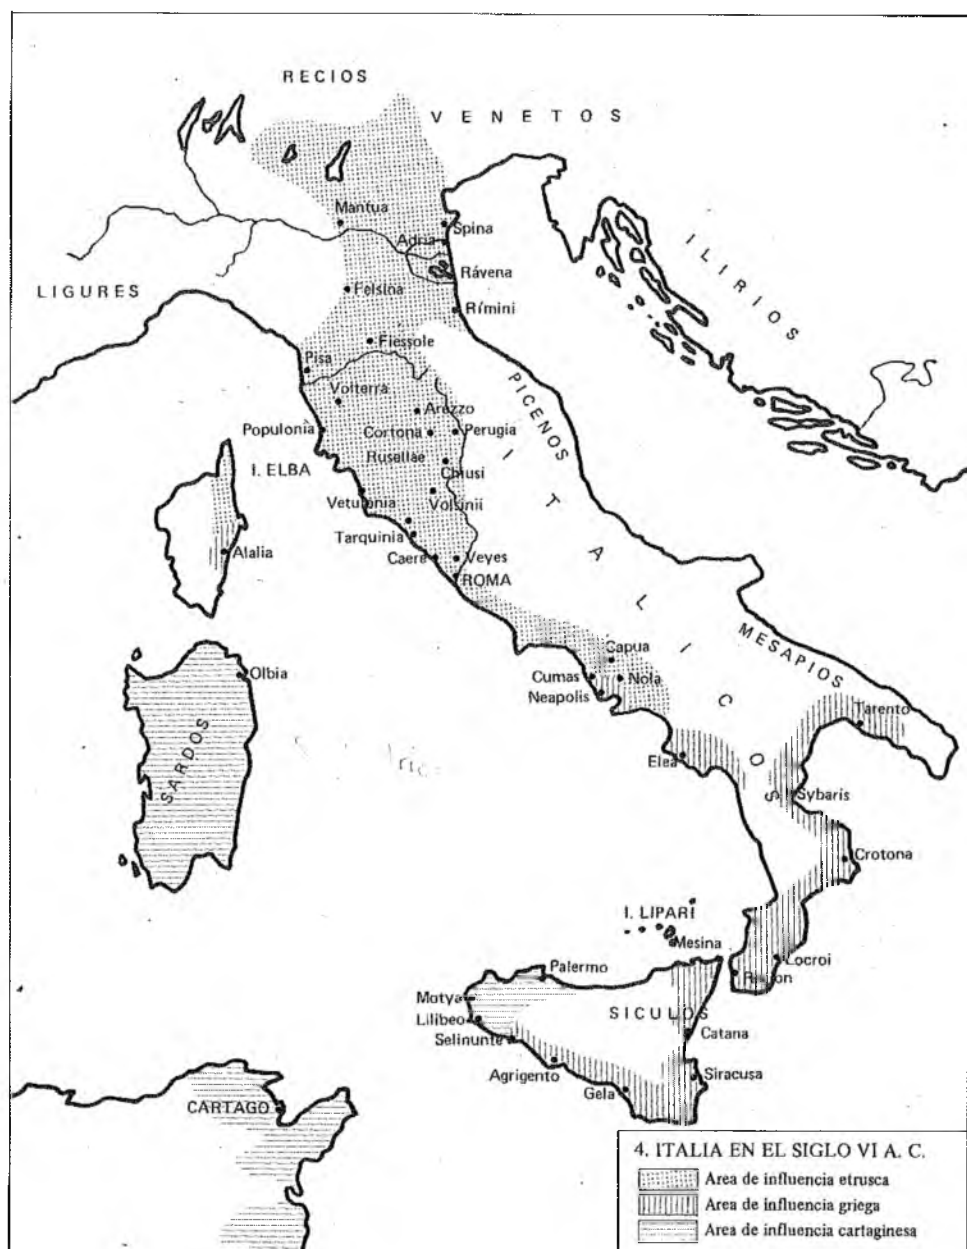 RECIOS
VENETOS
Mantua
Spina
Adria
ILIRIOS
Rávena
LIGURES
Felsina
Rímini
Fiessole
Pisa
PICENOS
Volterra
Arezzo
Populonia
Cortona
Perugia
I. ELBA
Rusellae
Chiusi
ITALICOS
Vetulonia
Volsinii
Tarquinia
Alalia
Caere
Veyes
ROMA
MESAPIOS
Capua
Olbia
Cumas
Nola
Neapolis
Tarento
SARDOS
Elea
Sybaris
Crotona
I. LIPARI
Mesina
Locroi
Palermo
Motya
SICULOS
Lilibeo
Catana
Selinunte
Agrigento
Siracusa
Gela
CARTAGO
4. ITALIA EN EL SIGLO VI A. C.
Area de influencia etrusca
Area de influencia griega
Area de influencia cartaginesa